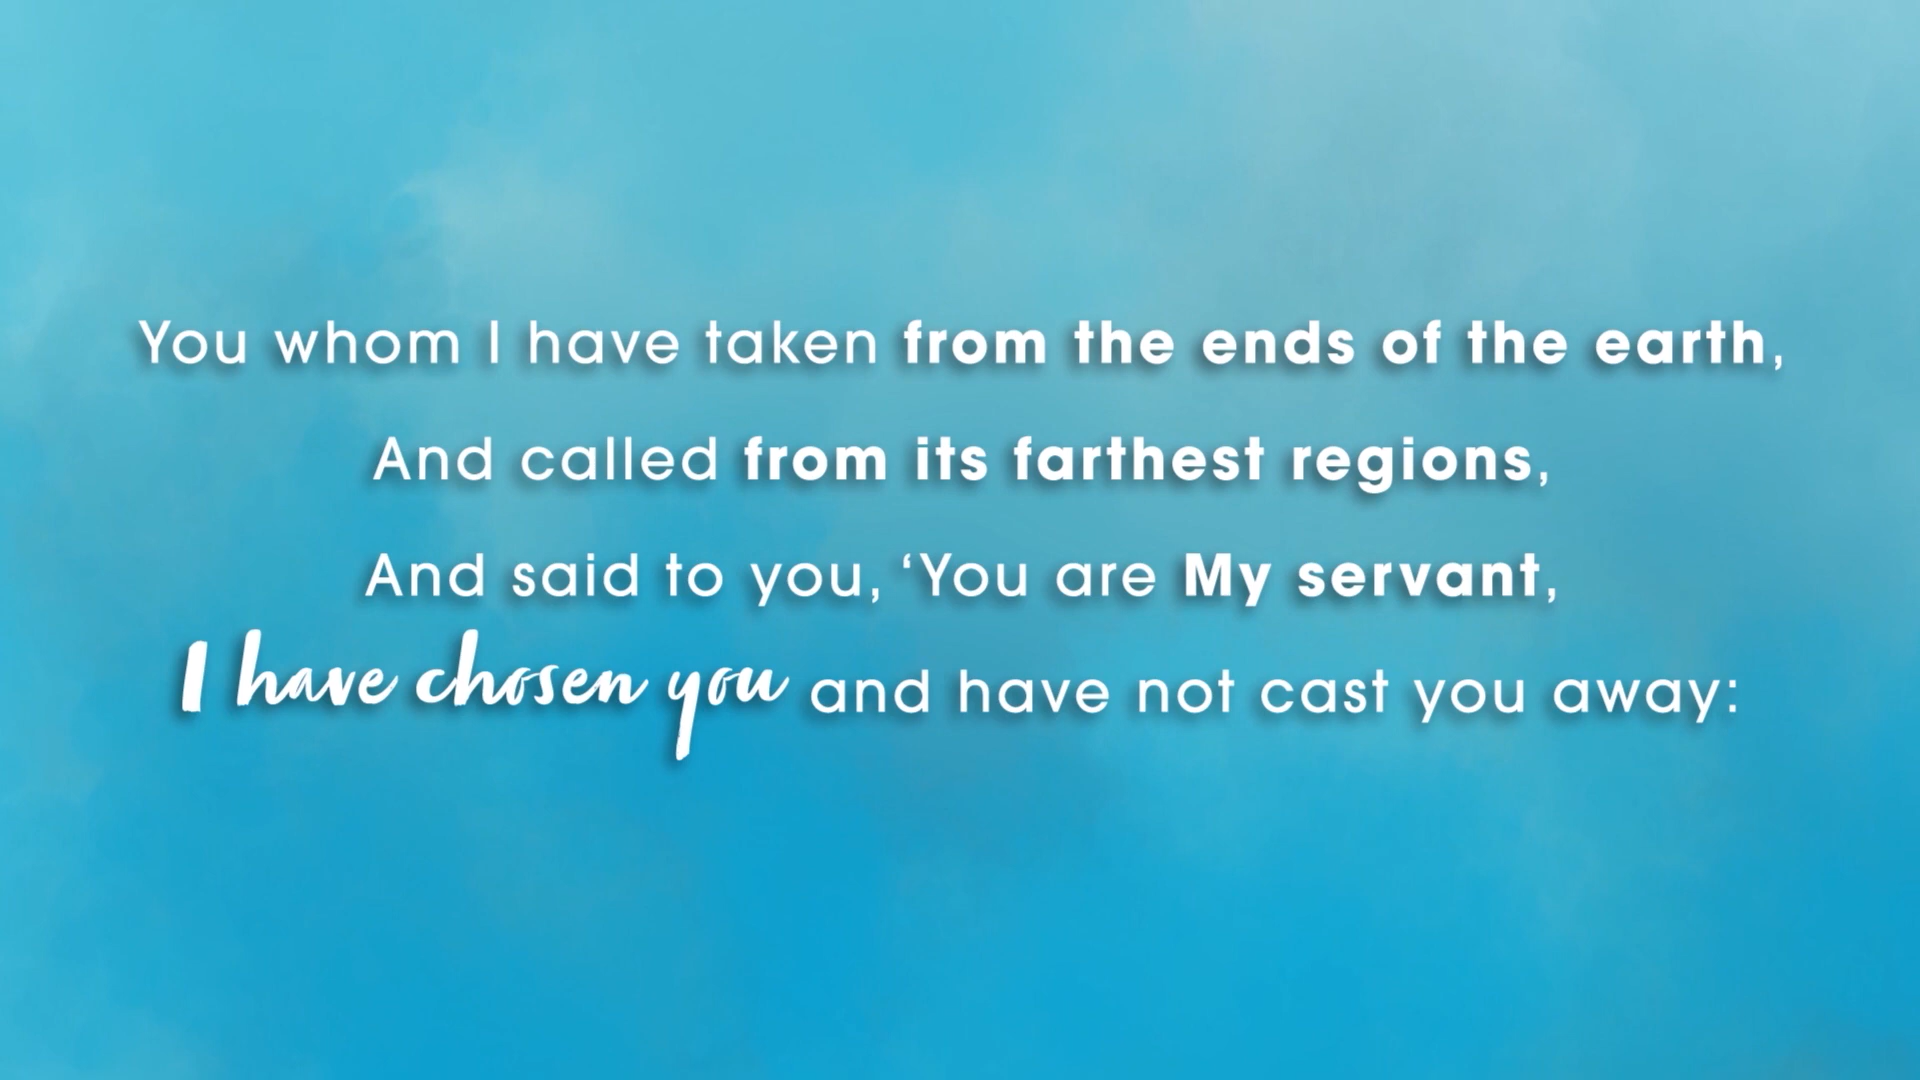 You whom I have taken from the ends of the earth,
And called from its farthest regions,
And said to you, ‘You are My servant,
I have chosen you and have not cast you away: